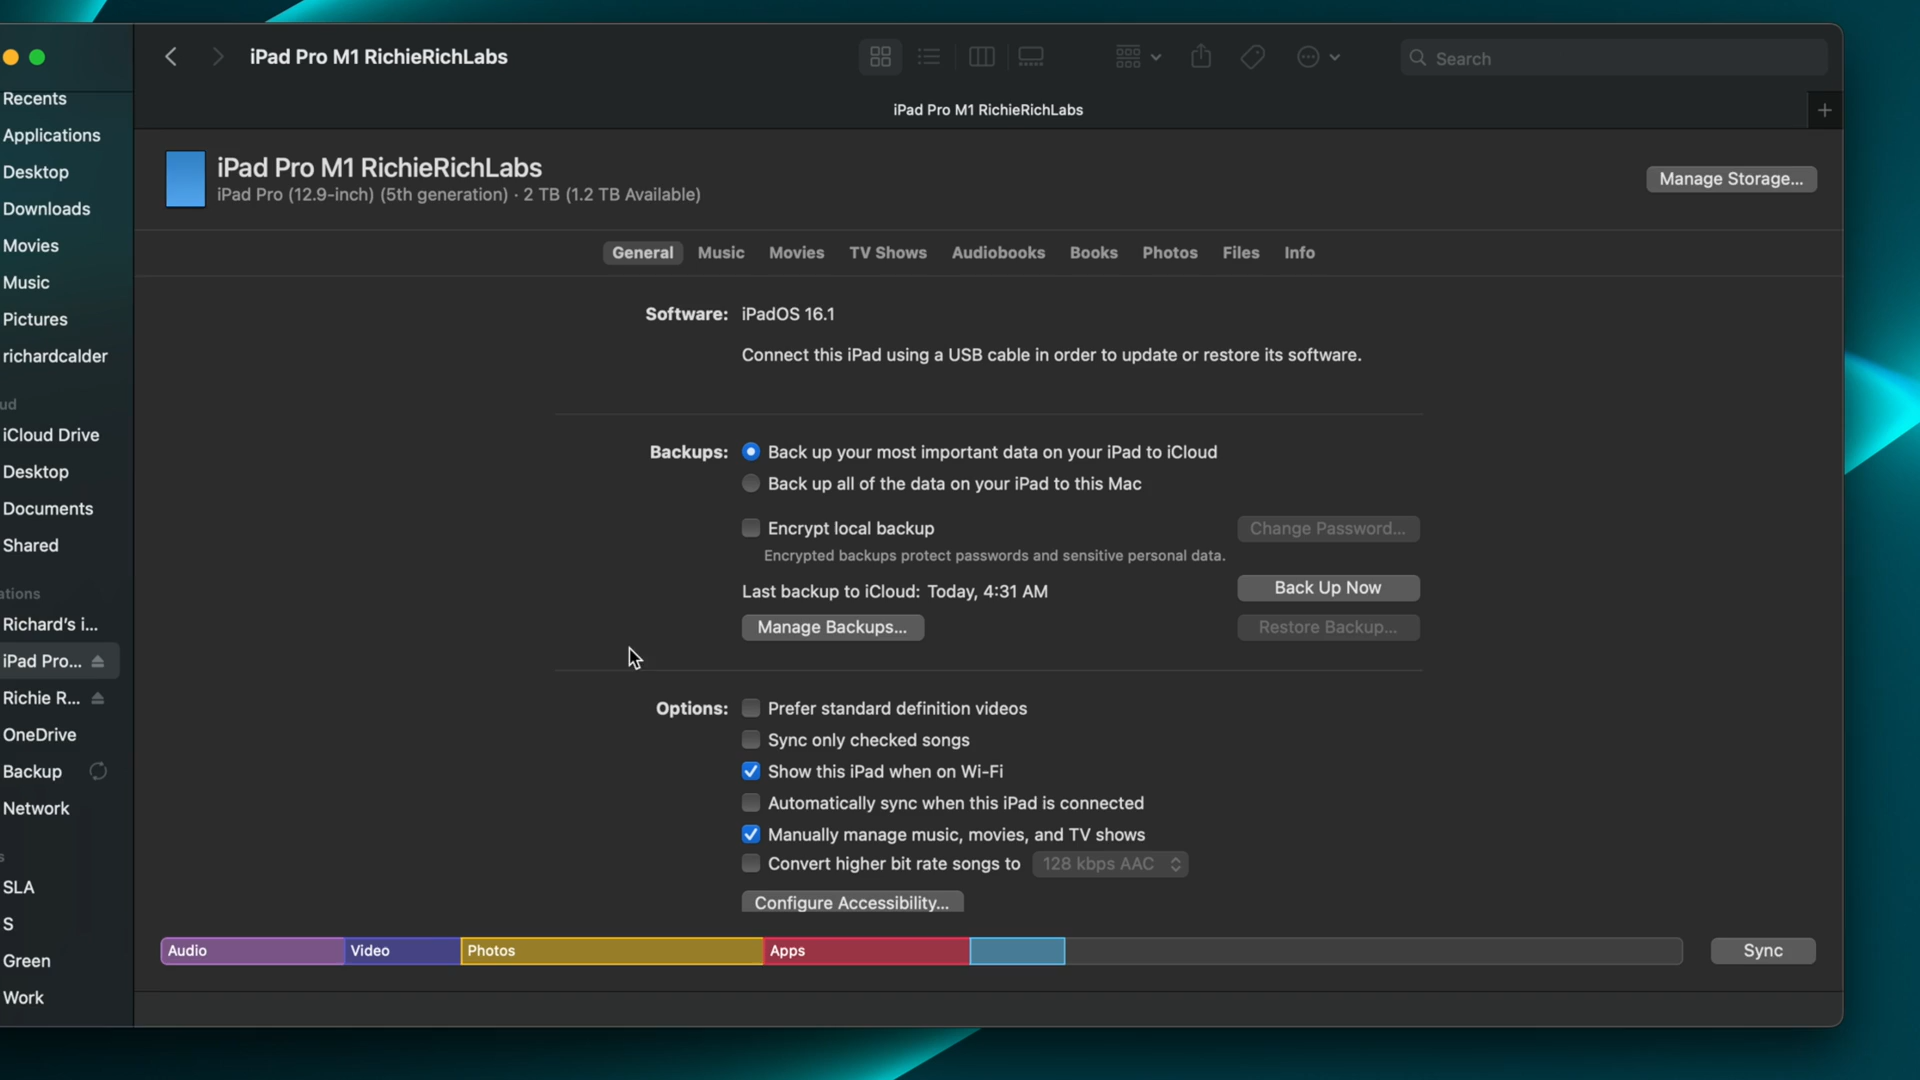 iPad Pro M1 RichieRichLabs
Search
iPad Pro M1 RichieRichLabs
Recents
Applications
Desktop
Downloads
Movies
Music
Pictures
richardcalder
ud
iCloud Drive
Desktop
Documents
Shared
ations
Richard's i...
iPad Pro...
Richie R...
OneDrive
Backup
Network
s
SLA
S
Green
Work
iPad Pro M1 RichieRichLabs
iPad Pro (12.9-inch) (5th generation) · 2 TB (1.2 TB Available)
Manage Storage...
General Music Movies TV Shows Audiobooks Books Photos Files Info
Software: iPadOS 16.1
Connect this iPad using a USB cable in order to update or restore its software.
Backups: Back up your most important data on your iPad to iCloud
Back up all of the data on your iPad to this Mac
Encrypt local backup Change Password...
Encrypted backups protect passwords and sensitive personal data.
Last backup to iCloud: Today, 4:31 AM Back Up Now
Manage Backups... Restore Backup...
Options: Prefer standard definition videos
Sync only checked songs
Show this iPad when on Wi-Fi
Automatically sync when this iPad is connected
Manually manage music, movies, and TV shows
Convert higher bit rate songs to 128 kbps AAC
Configure Accessibility...
Audio Video Photos Apps Sync